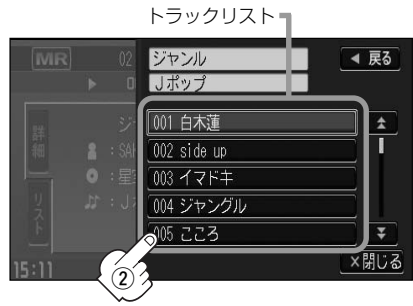 トラックリスト
MR 02 ジャンル ◀ 戻る
▶ Jポップ
001 白木蓮
002 side up
003 イマドキ
004 ジャングル
005 こころ
詳細
: SA
リスト
: J
15:11
×閉じる
②